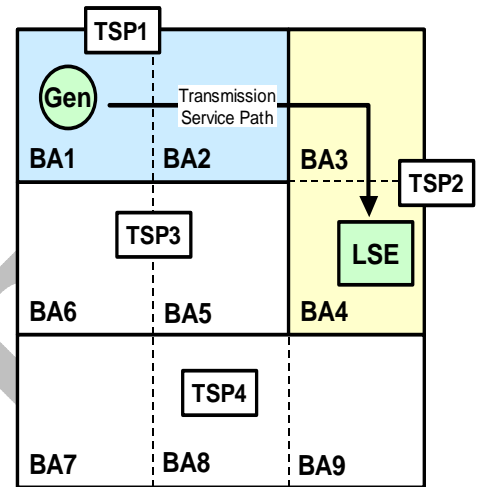 TSP1
Gen
Transmission
Service Path
BA1
BA2
BA3
TSP2
TSP3
LSE
BA6
BA5
BA4
TSP4
BA7
BA8
BA9